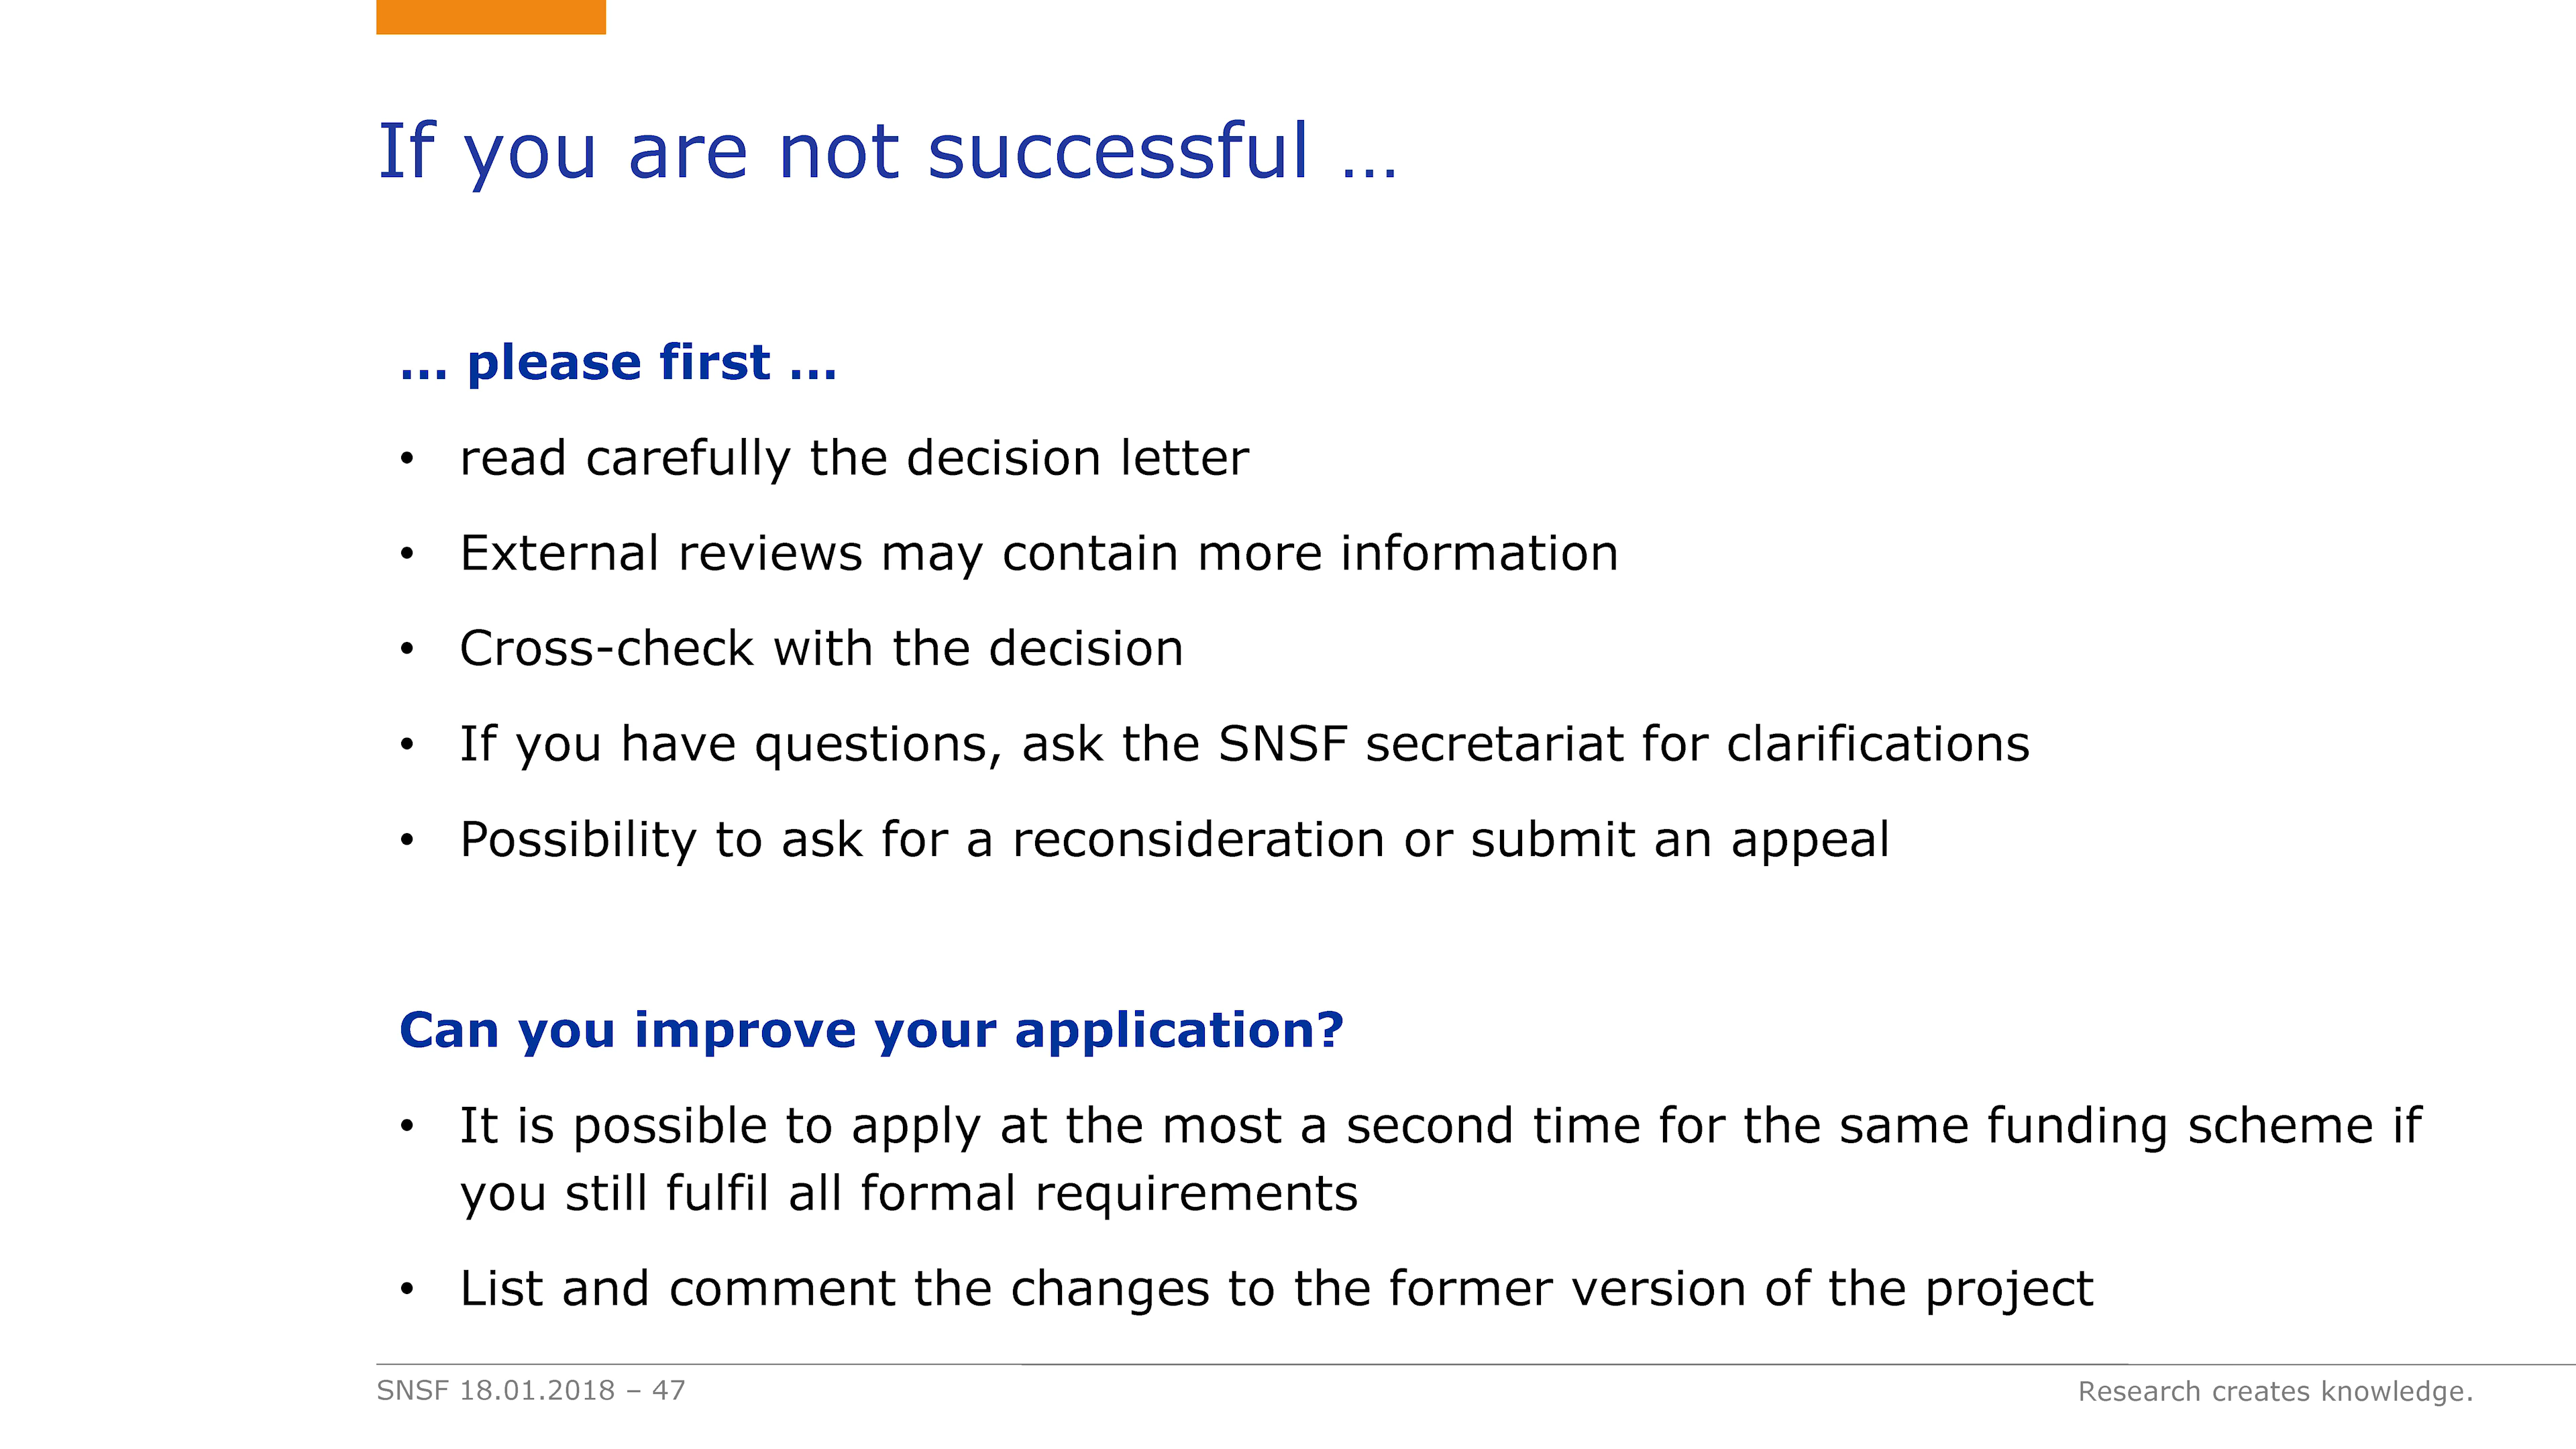 If you are not successful …
… please first …
• read carefully the decision letter
• External reviews may contain more information
• Cross-check with the decision
• If you have questions, ask the SNSF secretariat for clarifications
• Possibility to ask for a reconsideration or submit an appeal
Can you improve your application?
• It is possible to apply at the most a second time for the same funding scheme if
you still fulfil all formal requirements
• List and comment the changes to the former version of the project
SNSF 18.01.2018 – 47
Research creates knowledge.